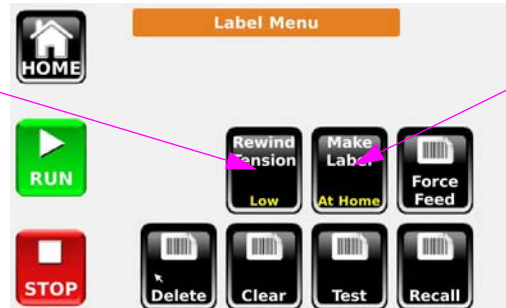 Label Menu
HOME
RUN
Rewind
Tension
Low
Make
Label
At Home
Force
Feed
STOP
Delete
Clear
Test
Recall